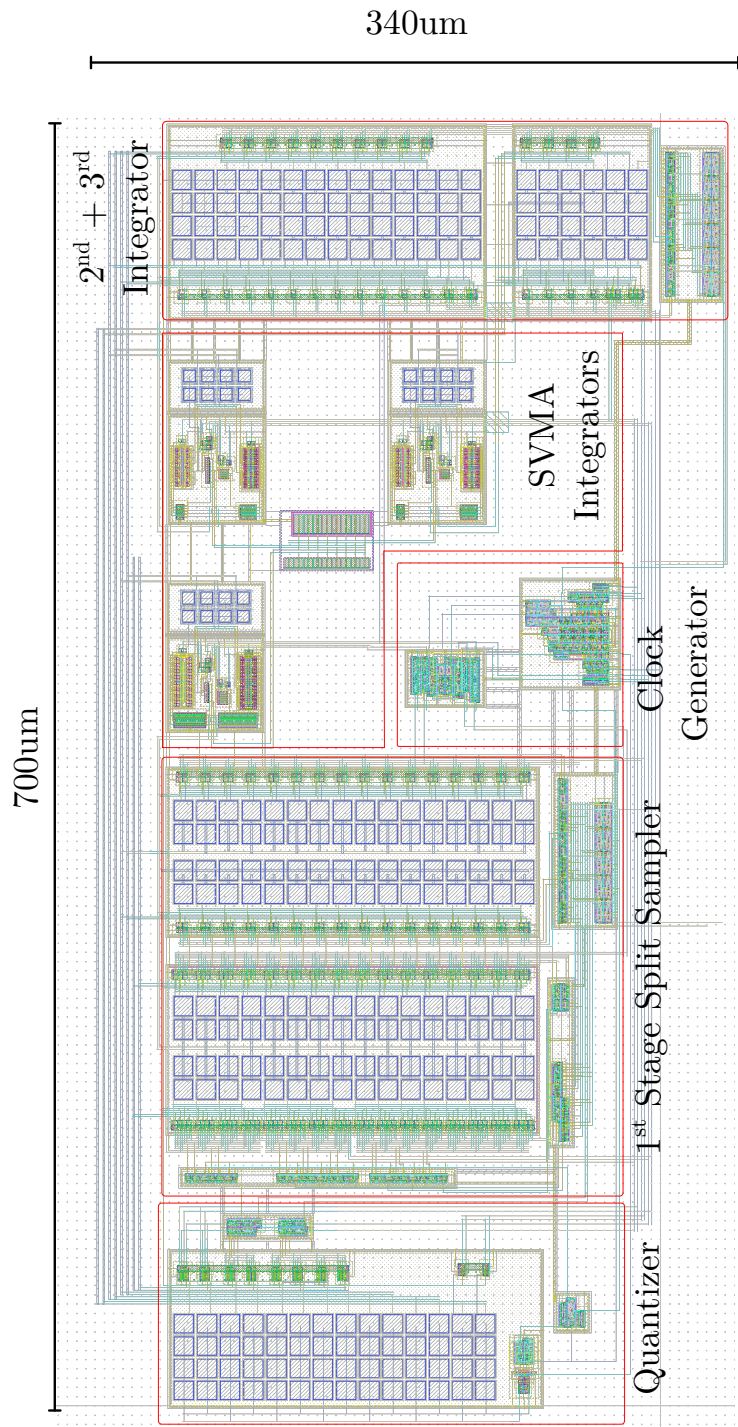 340um
700um
2nd + 3rd
Integrator
SVMA
Integrators
Clock
Generator
1st Stage Split Sampler
Quantizer